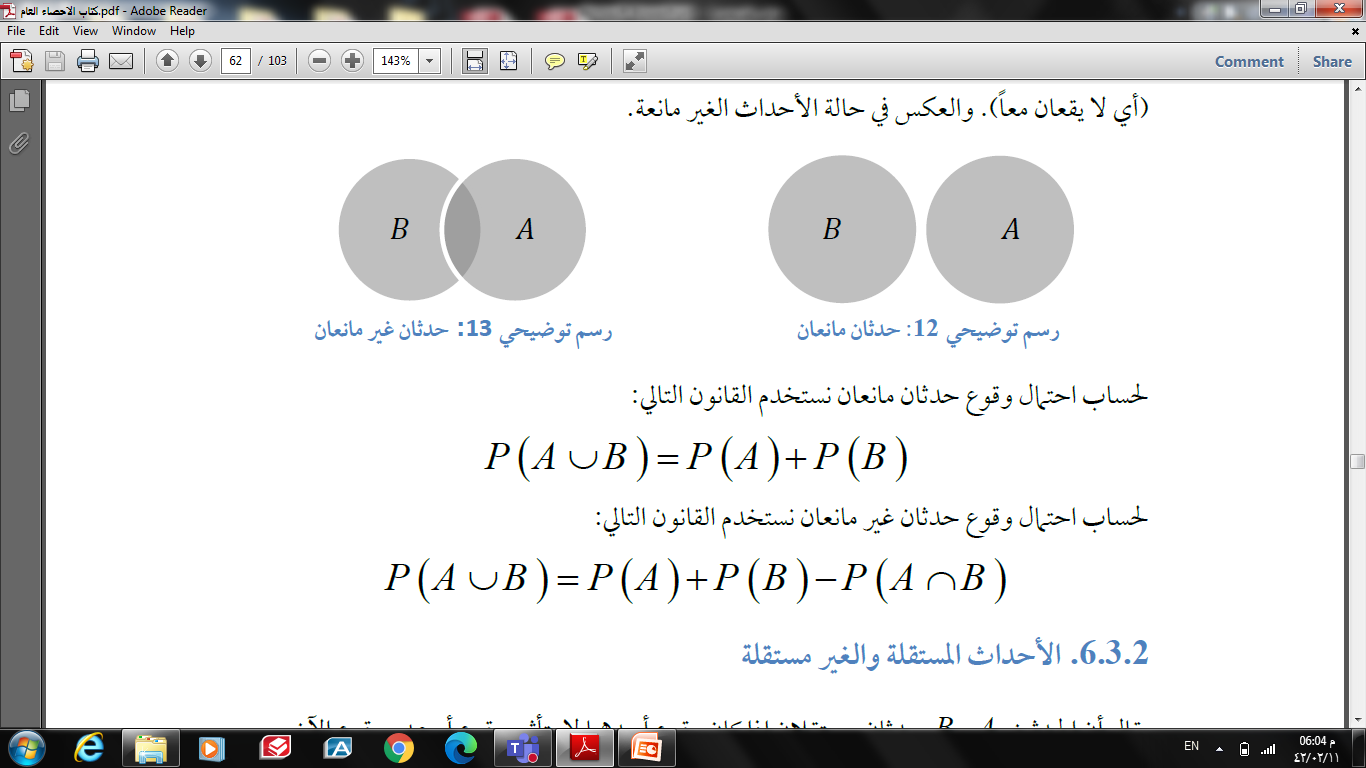 كتاب الاحصاء العام.pdf - Adobe Reader
File Edit View Window Help
62 / 103 143% Comment Share
(أي لا يقعان معاً). والعكس في حالة الأحداث الغير مانعة.
B A
B A
رسم توضيحي 12: حدثان مانعان
رسم توضيحي 13: حدثان غير مانعان
لحساب احتمال وقوع حدثان مانعان نستخدم القانون التالي:
P(A ∪ B) = P(A) + P(B)
لحساب احتمال وقوع حدثان غير مانعان نستخدم القانون التالي:
P(A ∪ B) = P(A) + P(B) − P(A ∩ B)
6.3.2. الأحداث المستقلة والغير مستقلة
EN
06:04 م
٤٢/٠٢/١١